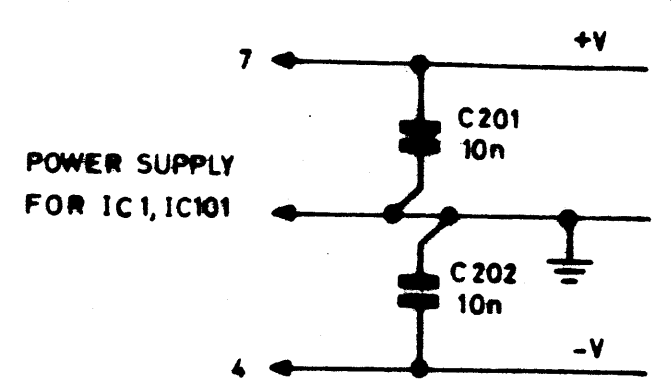 +V
7
C201
10n
POWER SUPPLY
FOR IC1, IC101
C202
10n
-V
4